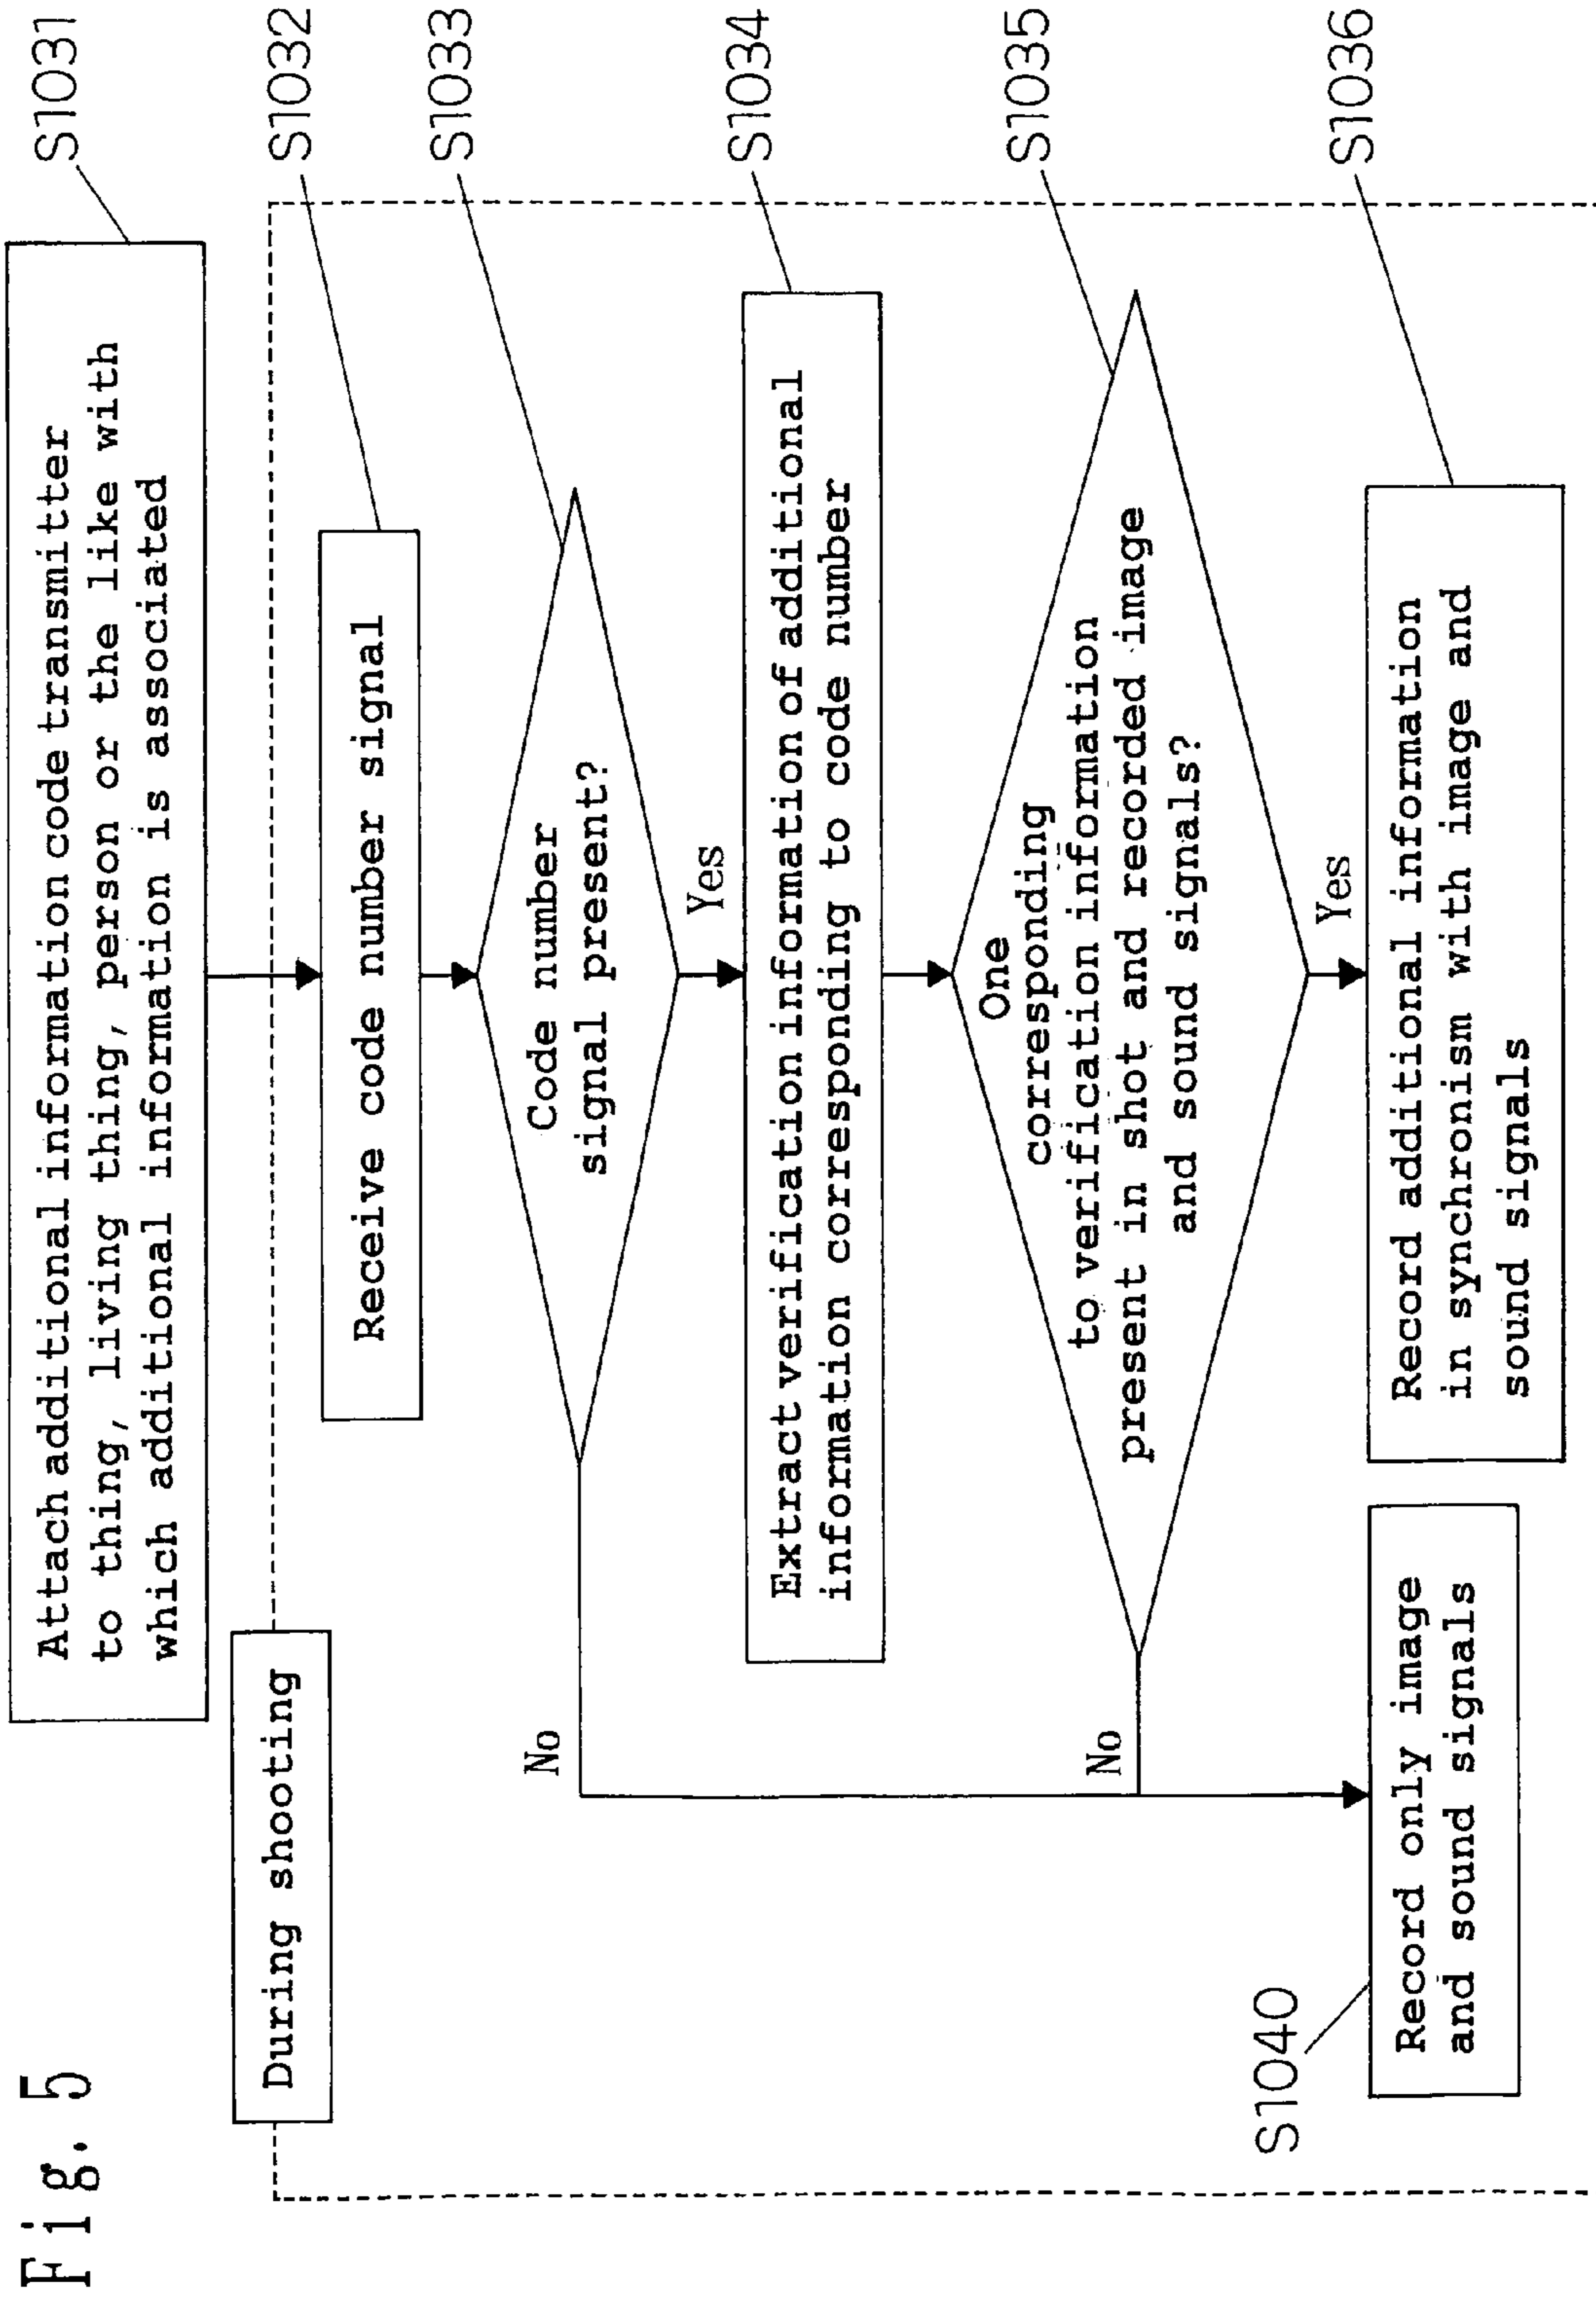 Fig. 5
Attach additional information code transmitter
to thing, living thing, person or the like with
which additional information is associated
S1031
During shooting
Receive code number signal
S1032
Code number
signal present?
S1033
No
Yes
Extract verification information of additional
information corresponding to code number
S1034
One
corresponding
to verification information
present in shot and recorded image
and sound signals?
S1035
No
Yes
S1040
Record only image
and sound signals
Record additional information
in synchronism with image and
sound signals
S1036